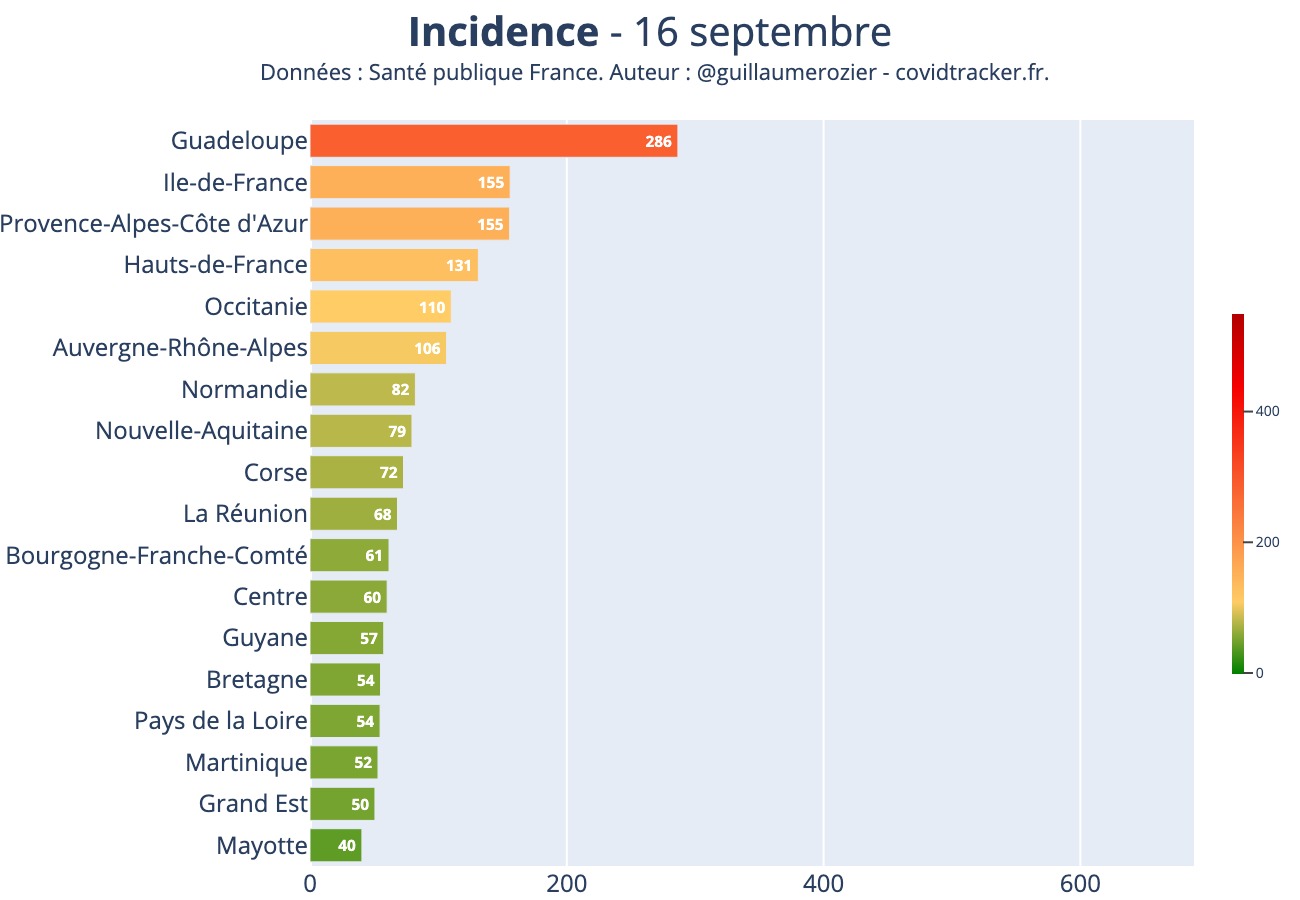 Incidence - 16 septembre
Données : Santé publique France. Auteur : @guillaumerozier - covidtracker.fr.
Guadeloupe 286
Ile-de-France 155
Provence-Alpes-Côte d'Azur 155
Hauts-de-France 131
Occitanie 110
Auvergne-Rhône-Alpes 106
Normandie 82
Nouvelle-Aquitaine 79
Corse 72
La Réunion 68
Bourgogne-Franche-Comté 61
Centre 60
Guyane 57
Bretagne 54
Pays de la Loire 54
Martinique 52
Grand Est 50
Mayotte 40
0 200 400 600
400
200
0